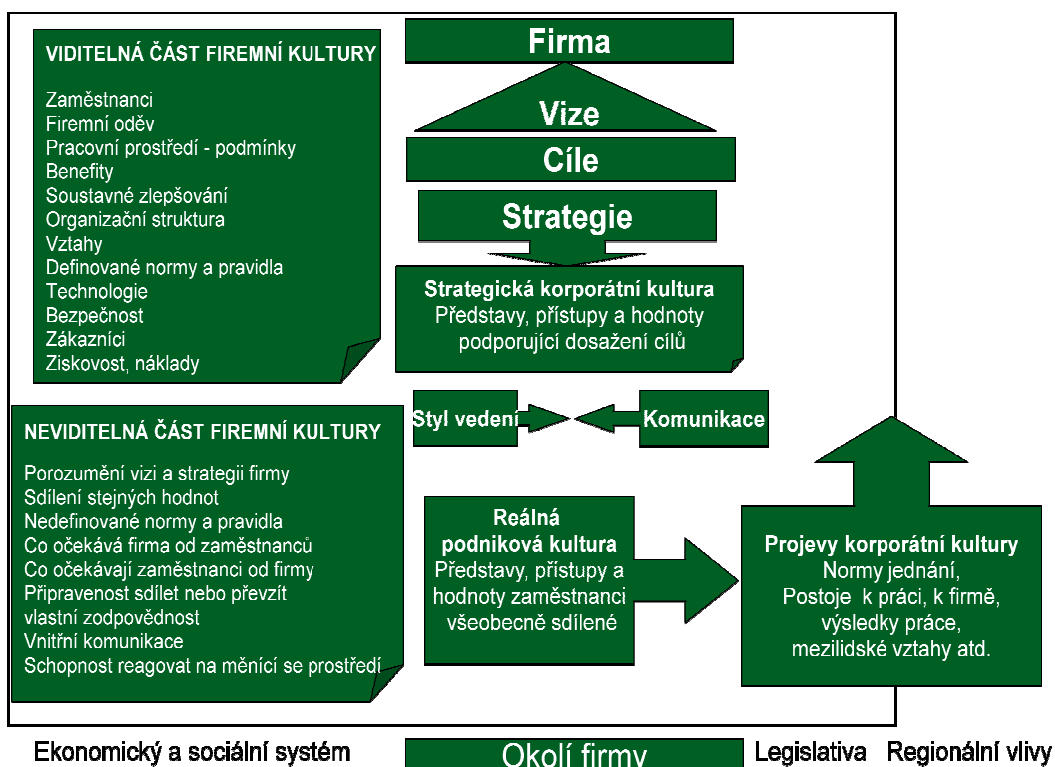 VIDITELNÁ ČÁST FIREMNÍ KULTURY
Zaměstnanci
Firemní oděv
Pracovní prostředí - podmínky
Benefity
Soustavné zlepšování
Organizační struktura
Vztahy
Definované normy a pravidla
Technologie
Bezpečnost
Zákazníci
Ziskovost, náklady
Firma
Vize
Cíle
Strategie
Strategická korporátní kultura
Představy, přístupy a hodnoty
podporující dosažení cílů
Styl vedení
Komunikace
NEVIDITELNÁ ČÁST FIREMNÍ KULTURY
Porozumění vizi a strategii firmy
Sdílení stejných hodnot
Nedefinované normy a pravidla
Co očekává firma od zaměstnanců
Co očekávají zaměstnanci od firmy
Připravenost sdílet nebo převzít
vlastní zodpovědnost
Vnitřní komunikace
Schopnost reagovat na měnící se prostředí
Reálná
podniková kultura
Představy, přístupy a
hodnoty zaměstnanci
všeobecně sdílené
Projevy korporátní kultury
Normy jednání,
Postoje k práci, k firmě,
výsledky práce,
mezilidské vztahy atd.
Ekonomický a sociální systém
Okolí firmy
Legislativa
Regionální vlivy